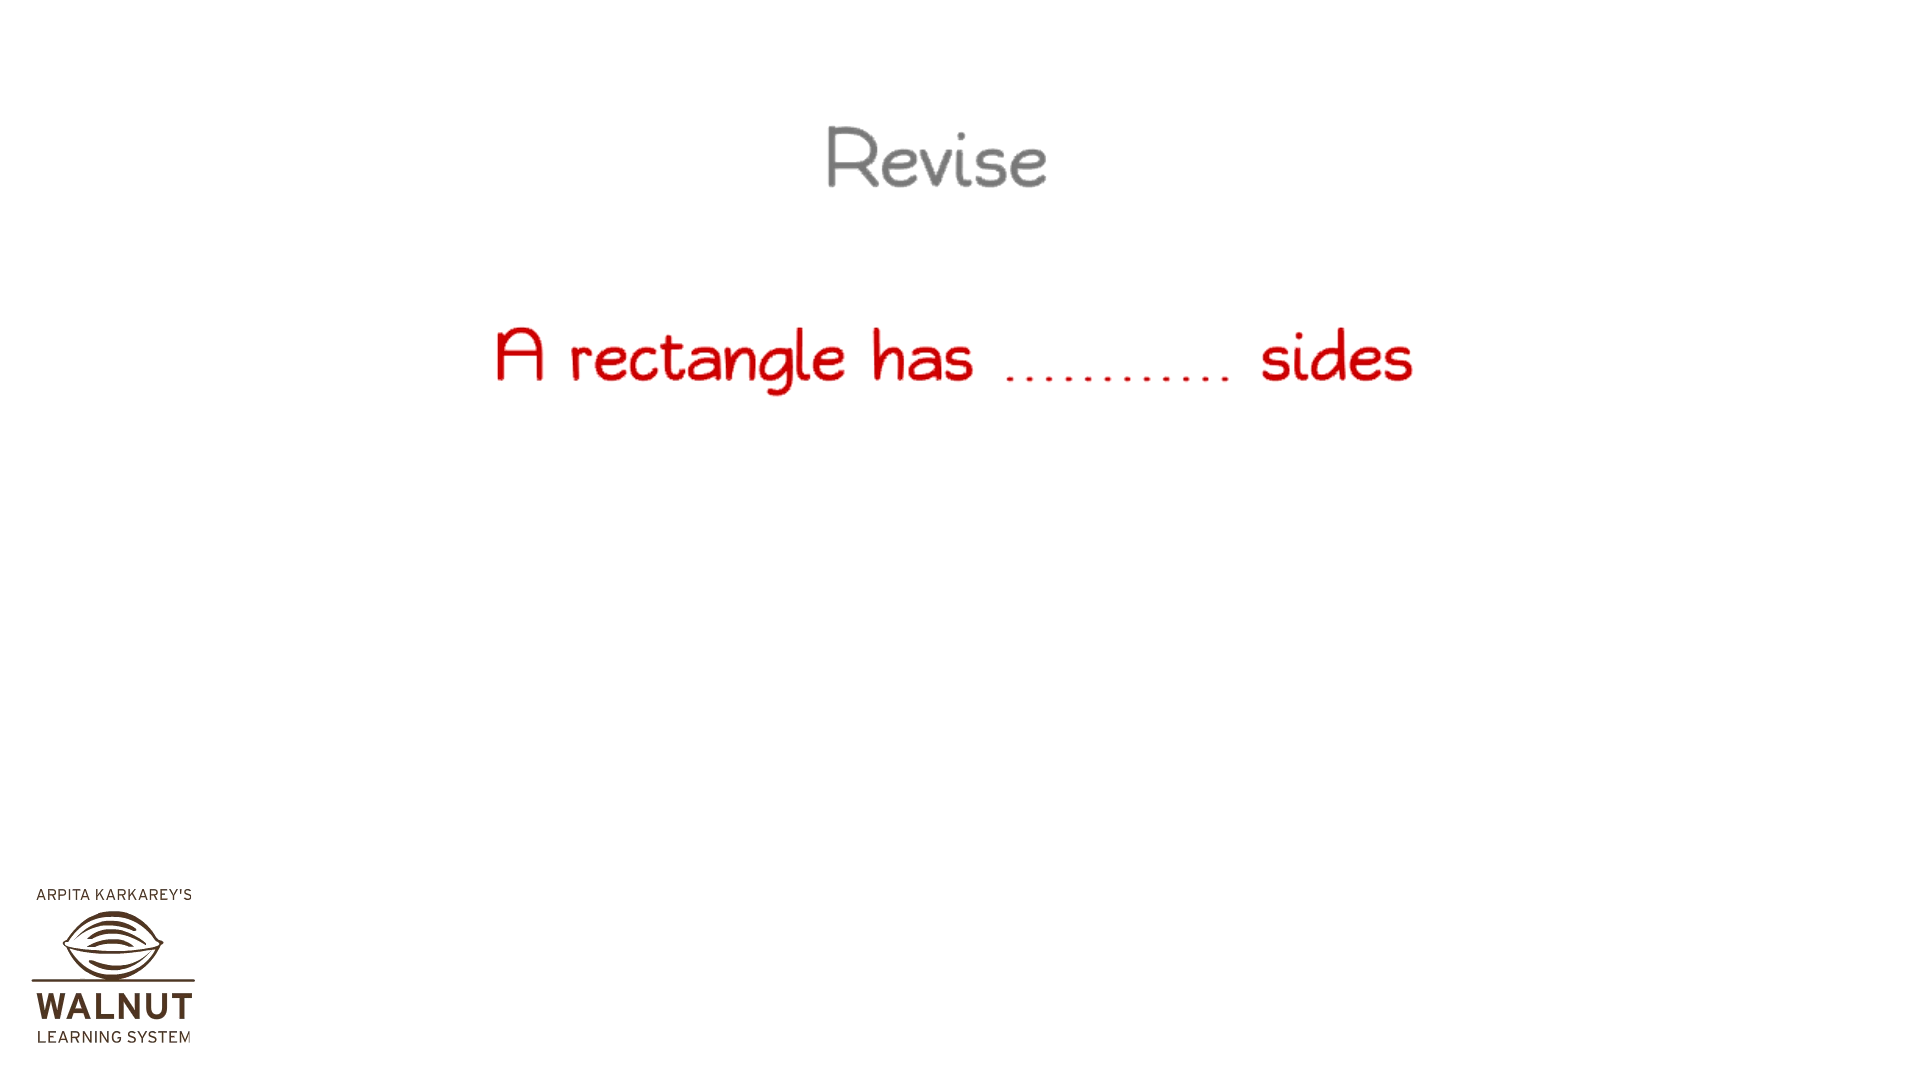 Revise
A rectangle has ............ sides
ARPITA KARKAREY'S
WALNUT
LEARNING SYSTEM